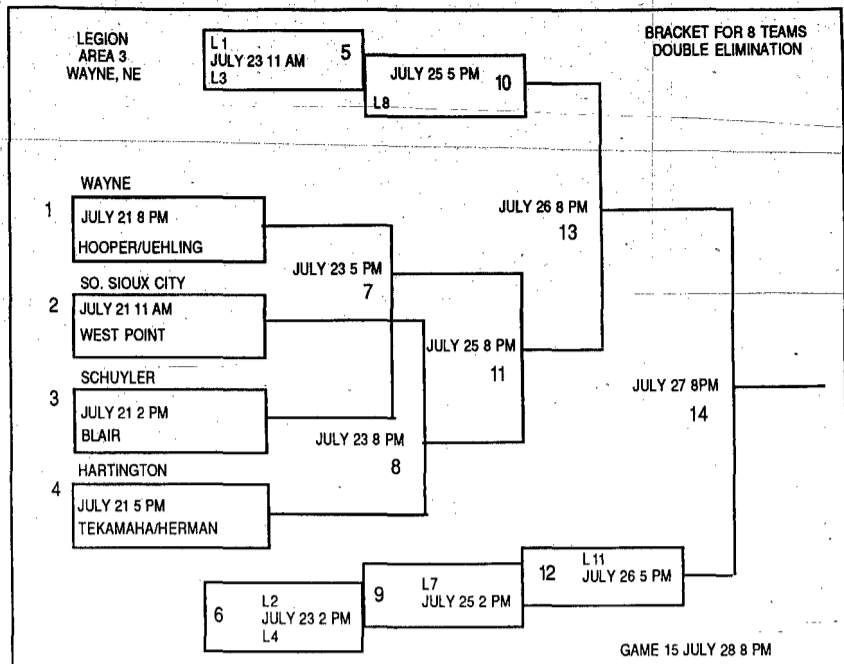 LEGION
AREA 3
WAYNE, NE
BRACKET FOR 8 TEAMS
DOUBLE ELIMINATION
L1
JULY 23 11 AM
L3
5
JULY 25 5 PM
10
L8
WAYNE
1
JULY 21 8 PM
HOOPER/UEHLING
SO. SIOUX CITY
2
JULY 21 11 AM
WEST POINT
SCHUYLER
3
JULY 21 2 PM
BLAIR
HARTINGTON
4
JULY 21 5 PM
TEKAMAHA/HERMAN
JULY 23 5 PM
7
JULY 23 8 PM
8
JULY 25 8 PM
11
JULY 26 8 PM
13
JULY 27 8PM
14
6
L2
JULY 23 2 PM
L4
9
L7
JULY 25 2 PM
12
L11
JULY 26 5 PM
GAME 15 JULY 28 8 PM